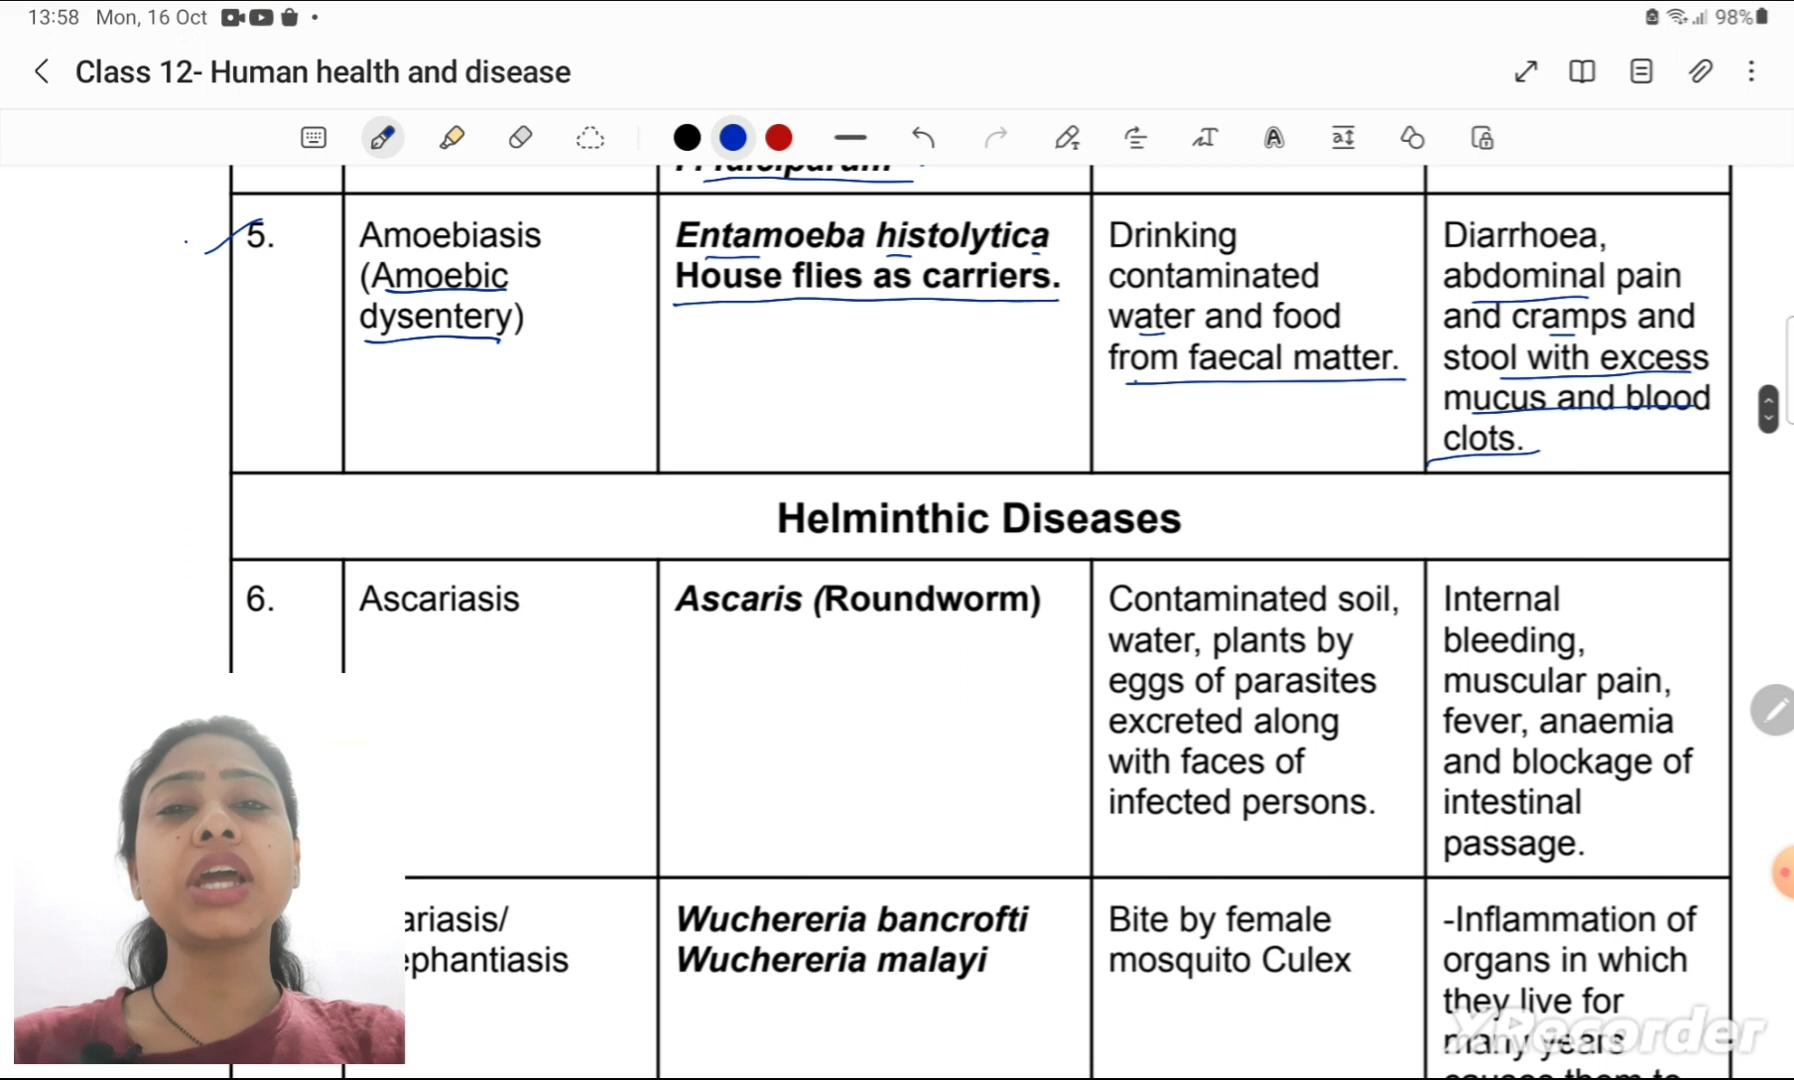 13:58 Mon, 16 Oct
98%
Class 12- Human health and disease
5.
Amoebiasis
(Amoebic
dysentery)
Entamoeba histolytica
House flies as carriers.
Drinking
contaminated
water and food
from faecal matter.
Diarrhoea,
abdominal pain
and cramps and
stool with excess
mucus and blood
clots.
Helminthic Diseases
6.
Ascariasis
Ascaris (Roundworm)
Contaminated soil,
water, plants by
eggs of parasites
excreted along
with faces of
infected persons.
Internal
bleeding,
muscular pain,
fever, anaemia
and blockage of
intestinal
passage.
ariasis/
ephantiasis
Wuchereria bancrofti
Wuchereria malayi
Bite by female
mosquito Culex
-Inflammation of
organs in which
they live for
many years
XRecorder